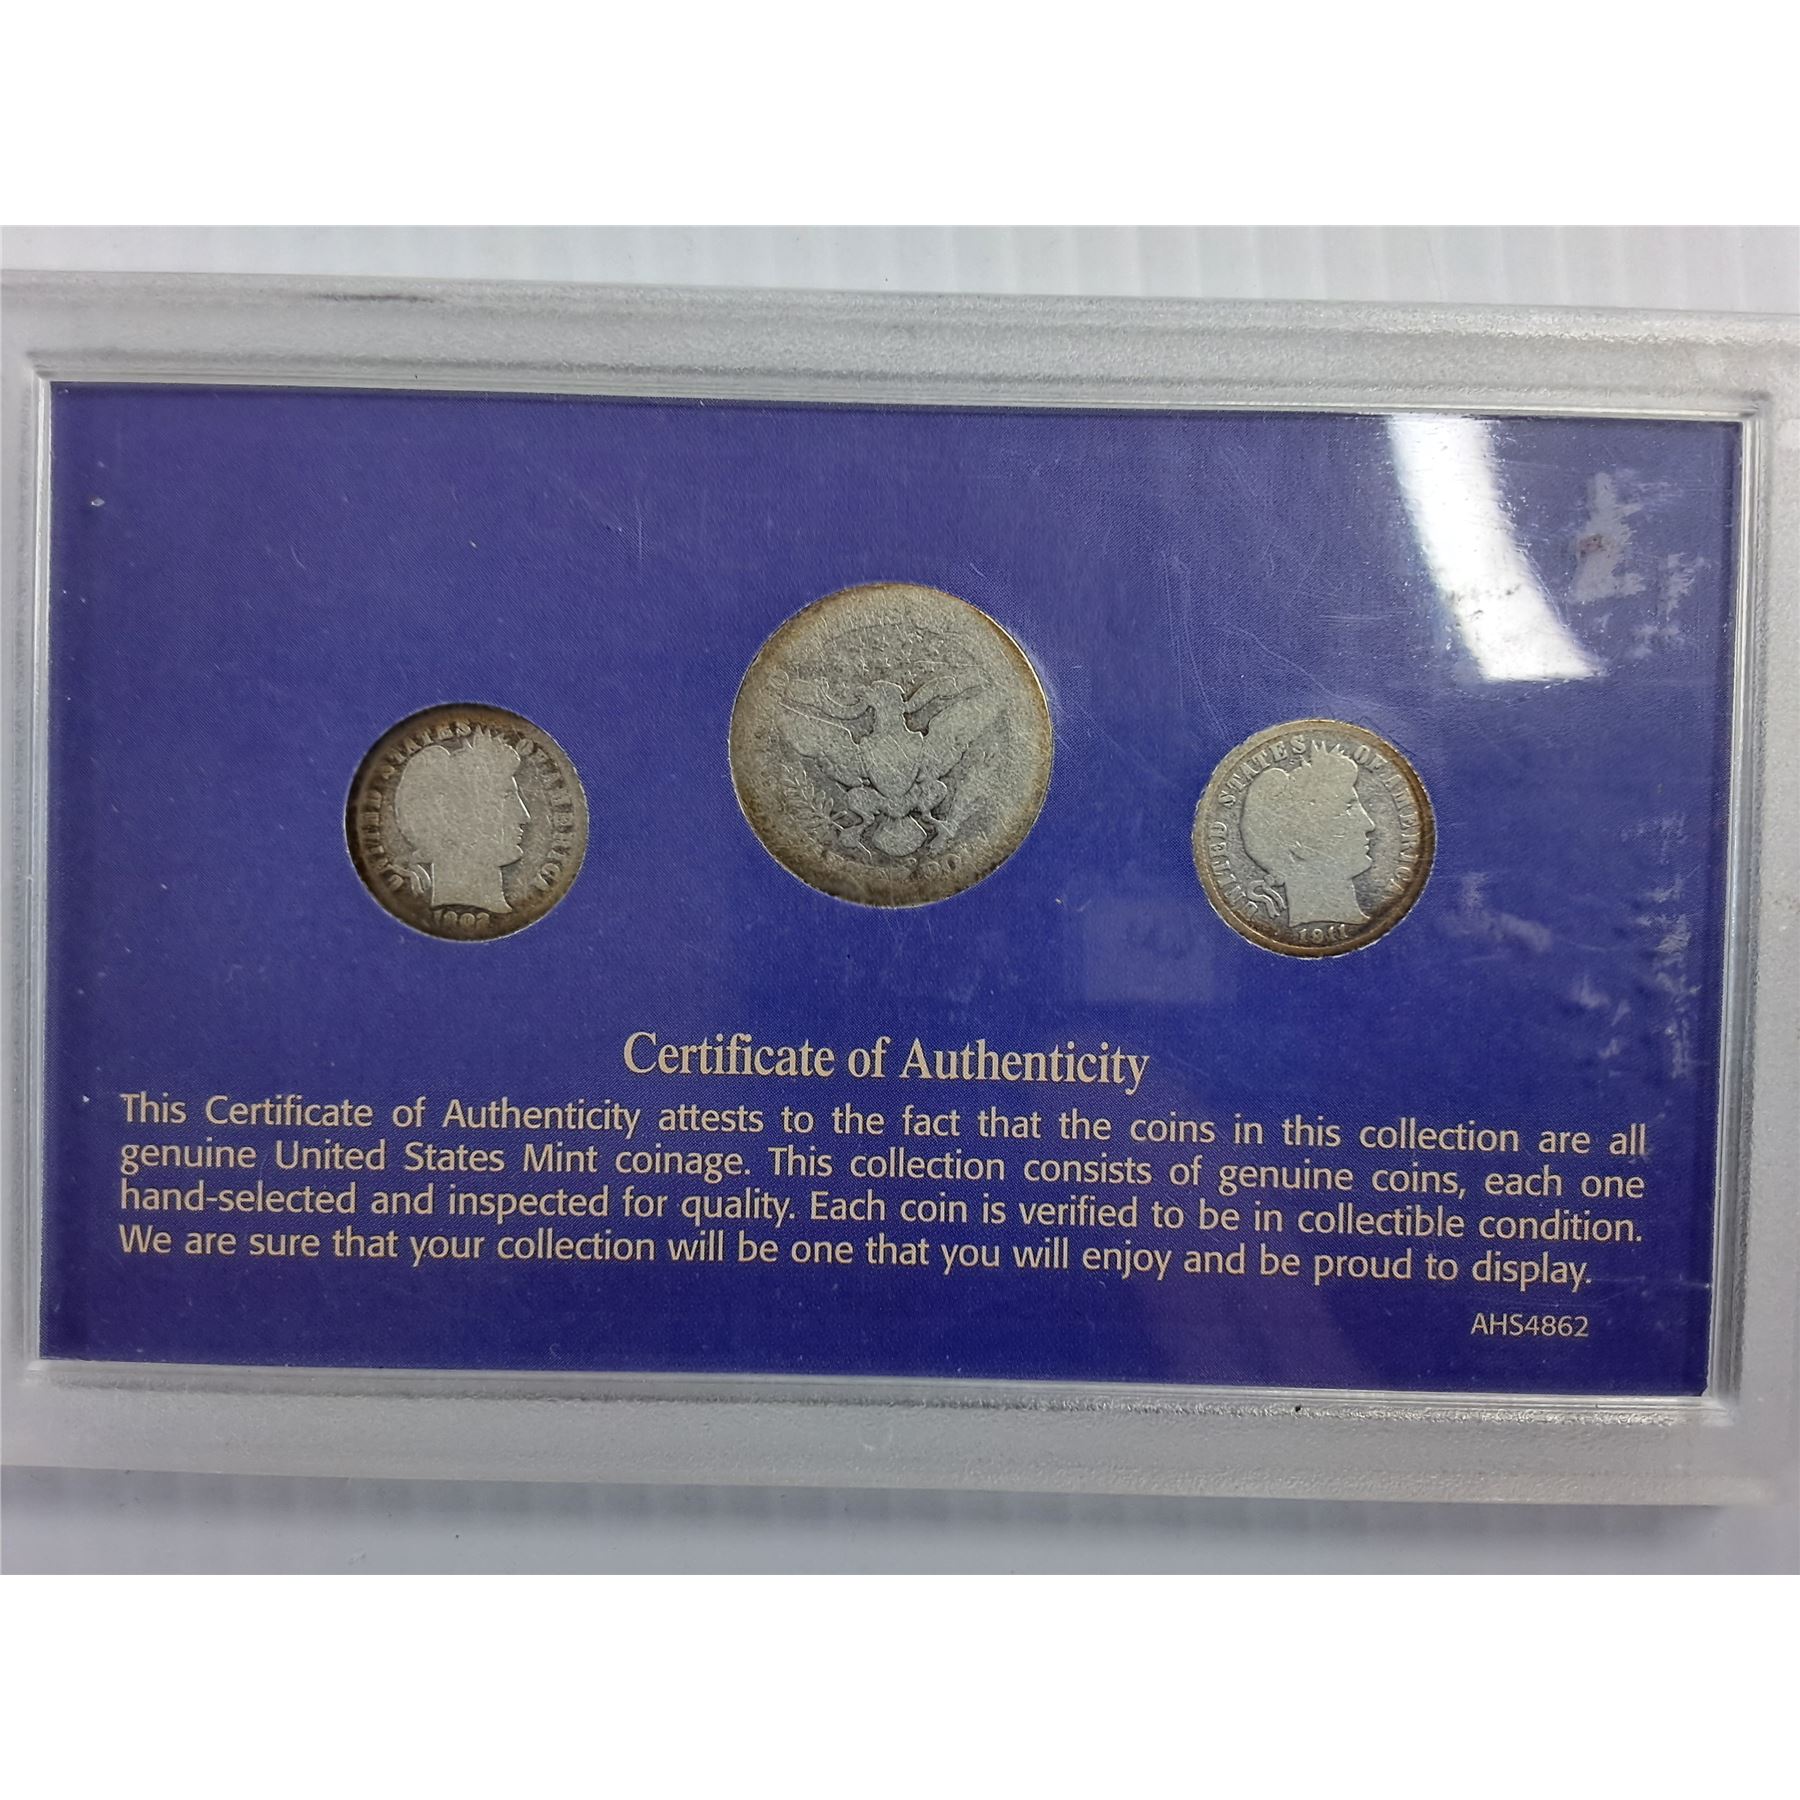 UNITED STATES OF AMERICA
1902
UNITED STATES OF AMERICA
1911
Certificate of Authenticity
This Certificate of Authenticity attests to the fact that the coins in this collection are all
genuine United States Mint coinage. This collection consists of genuine coins, each one
hand-selected and inspected for quality. Each coin is verified to be in collectible condition.
We are sure that your collection will be one that you will enjoy and be proud to display.
AHS4862